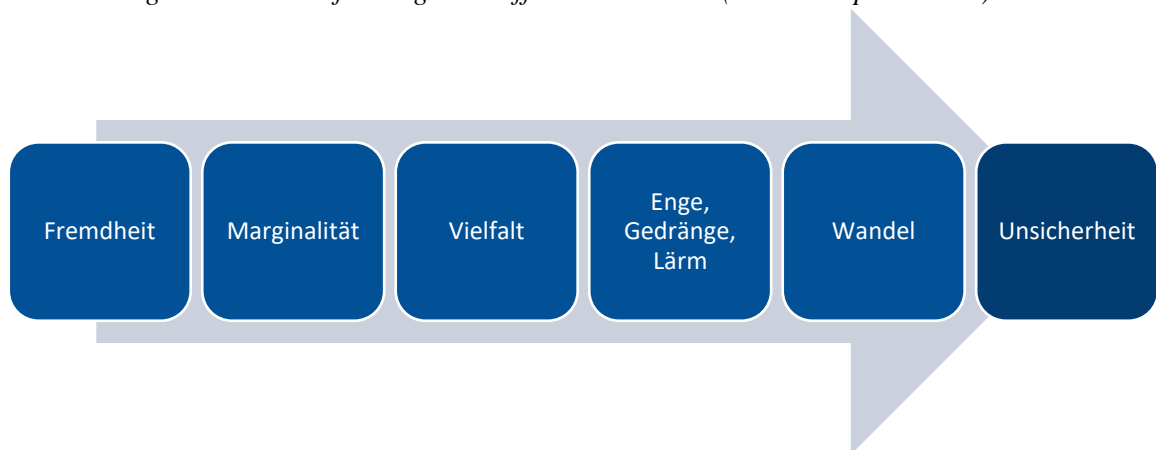 Fremdheit
Marginalität
Vielfalt
Enge,
Gedränge,
Lärm
Wandel
Unsicherheit